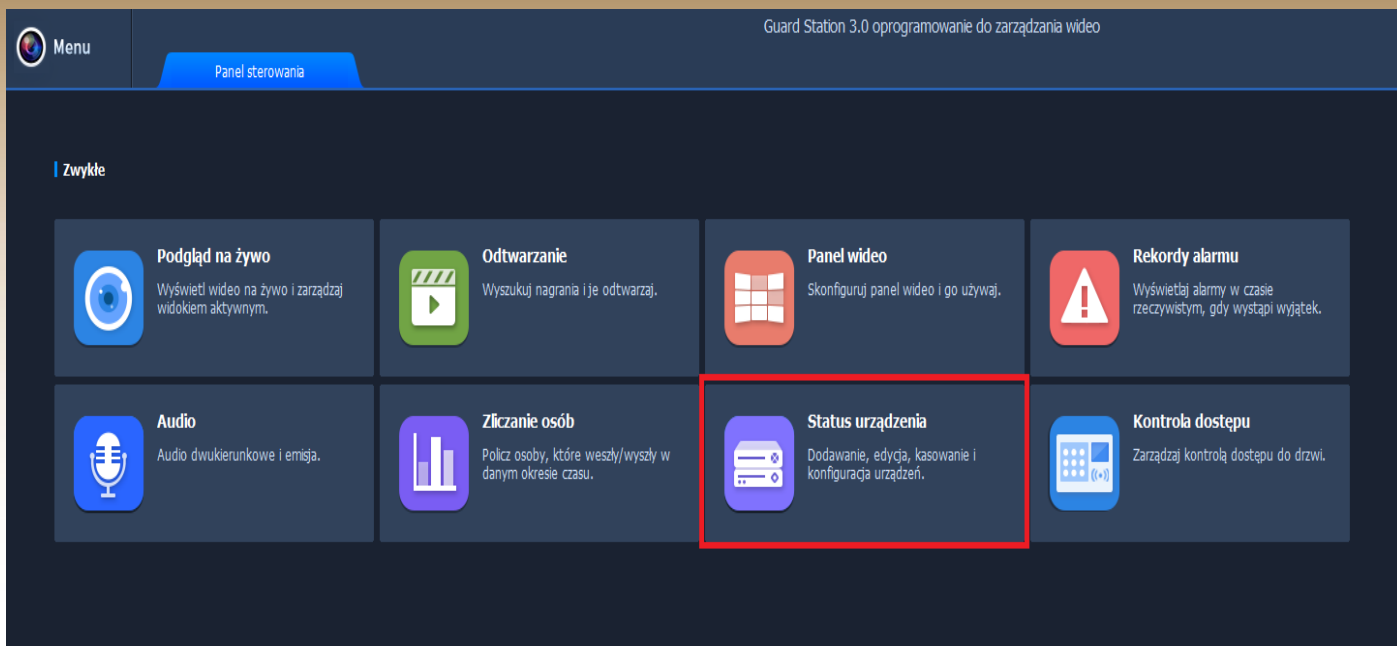 Guard Station 3.0 oprogramowanie do zarządzania wideo
Menu
Panel sterowania
Zwykłe
Podgląd na żywo
Wyświetl wideo na żywo i zarządzaj
widokiem aktywnym.
Odtwarzanie
Wyszukuj nagrania i je odtwarzaj.
Panel wideo
Skonfiguruj panel wideo i go używaj.
Rekordy alarmu
Wyświetlaj alarmy w czasie
rzeczywistym, gdy wystąpi wyjątek.
Audio
Audio dwukierunkowe i emisja.
Zliczanie osób
Policz osoby, które weszły/wyszły w
danym okresie czasu.
Status urządzenia
Dodawanie, edycja, kasowanie i
konfiguracja urządzeń.
Kontrola dostępu
Zarządzaj kontrolą dostępu do drzwi.